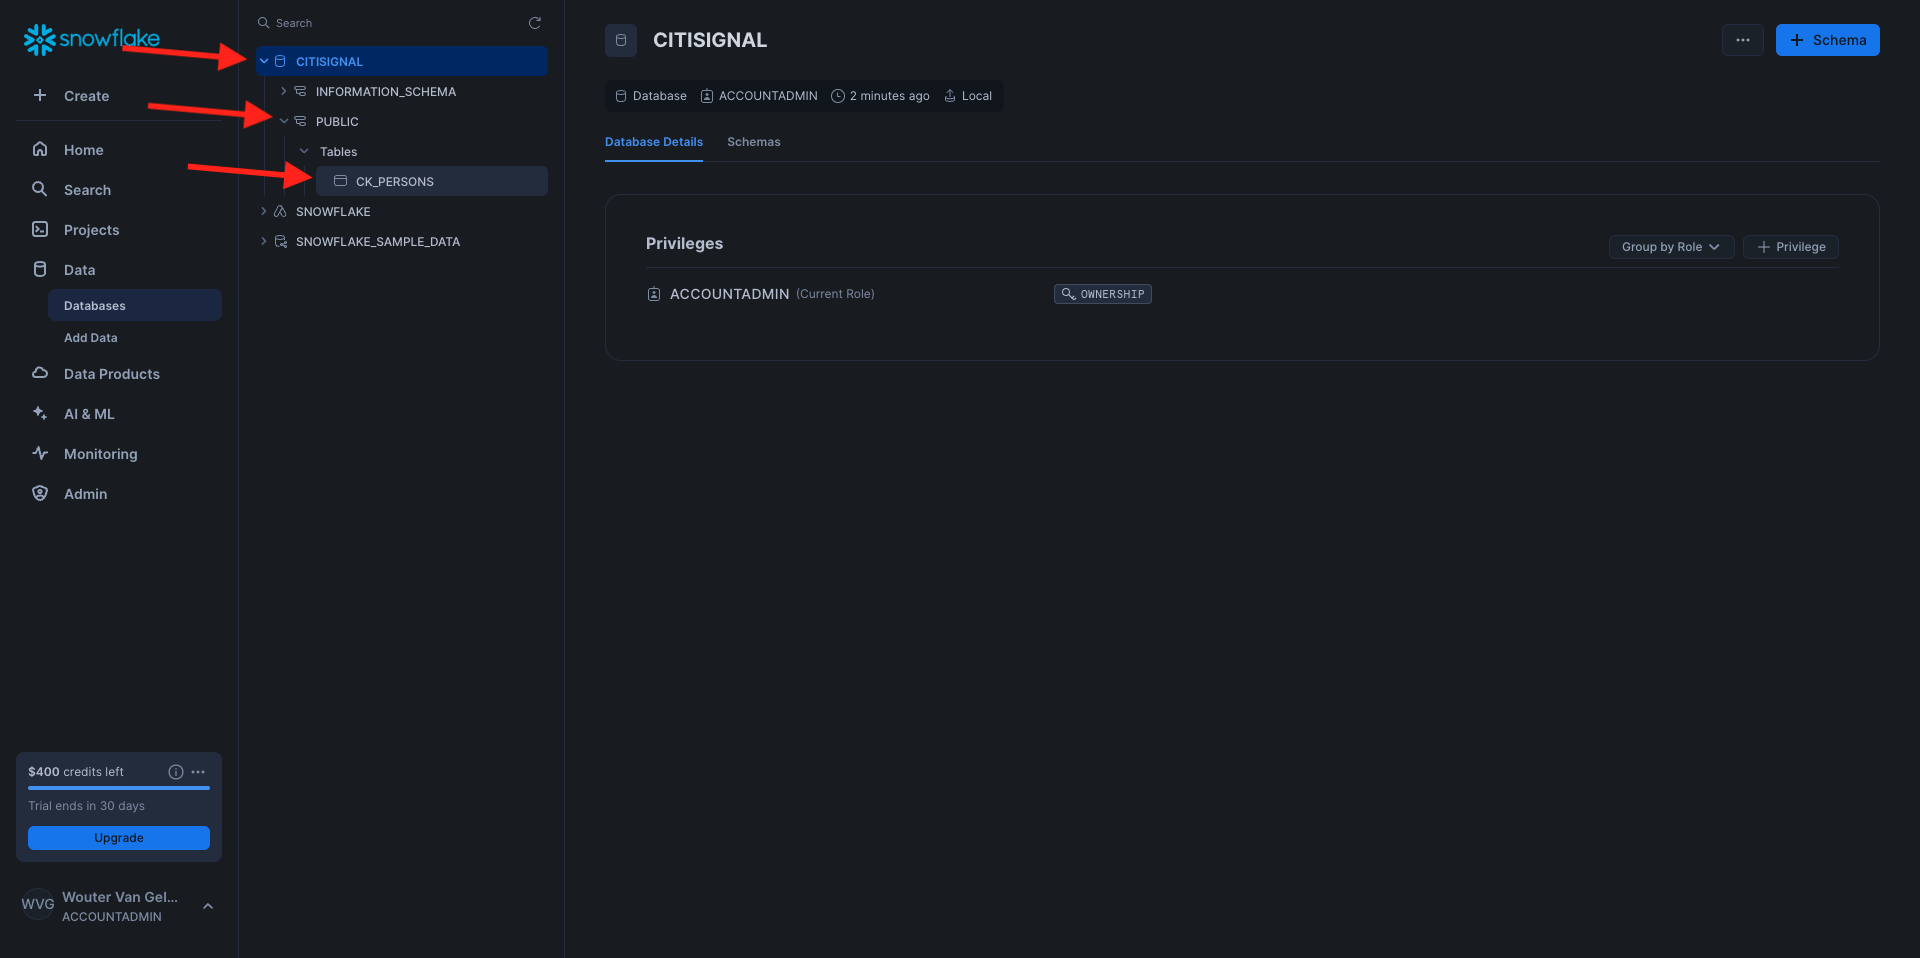 snowflake
Create
Home
Search
Projects
Data
Databases
Add Data
Data Products
AI & ML
Monitoring
Admin
$400 credits left
Trial ends in 30 days
Upgrade
WVG
Wouter Van Gel...
ACCOUNTADMIN
Search
CITISIGNAL
INFORMATION_SCHEMA
PUBLIC
Tables
CK_PERSONS
SNOWFLAKE
SNOWFLAKE_SAMPLE_DATA
CITISIGNAL
Schema
Database ACCOUNTADMIN 2 minutes ago Local
Database Details Schemas
Privileges
Group by Role Privilege
ACCOUNTADMIN (Current Role) OWNERSHIP